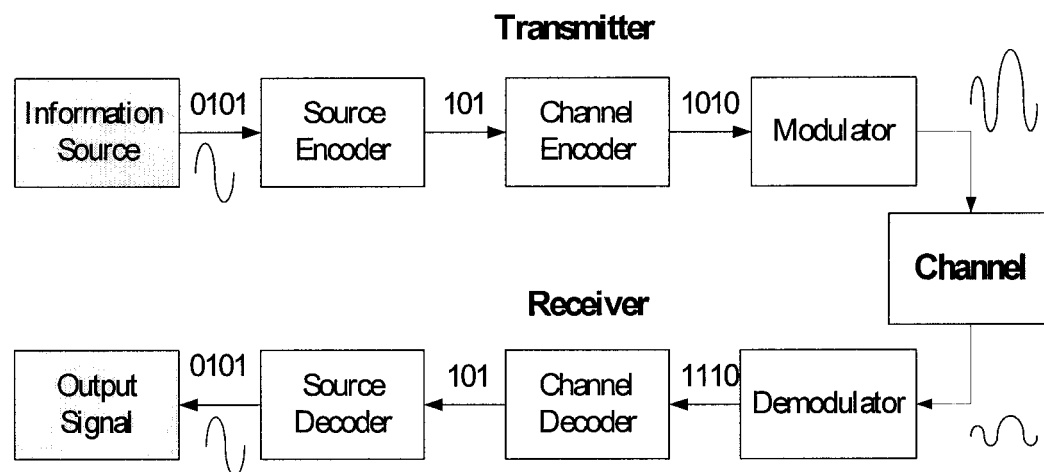 Transmitter
Information
Source
0101
Source
Encoder
101
Channel
Encoder
1010
Modulator
Channel
Receiver
Output
Signal
0101
Source
Decoder
101
Channel
Decoder
1110
Demodulator